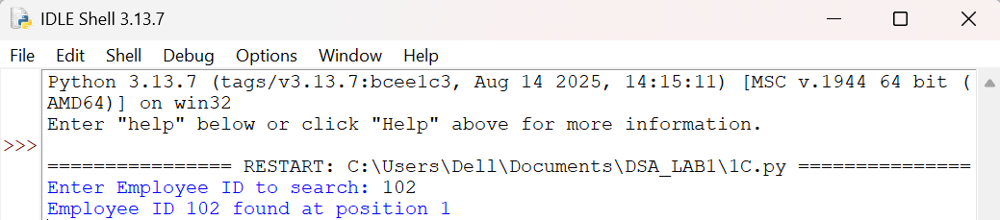 IDLE Shell 3.13.7
File Edit Shell Debug Options Window Help
Python 3.13.7 (tags/v3.13.7:bcee1c3, Aug 14 2025, 14:15:11) [MSC v.1944 64 bit (
AMD64)] on win32
Enter "help" below or click "Help" above for more information.
>>>
================ RESTART: C:\Users\Dell\Documents\DSA_LAB1\1C.py ===============
Enter Employee ID to search: 102
Employee ID 102 found at position 1